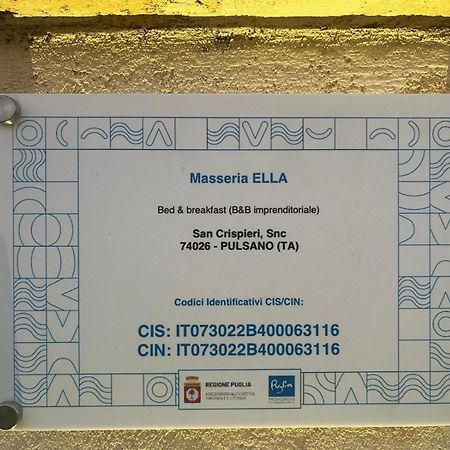 Masseria ELLA
Bed & breakfast (B&B imprenditoriale)
San Crispieri, Snc
74026 - PULSANO (TA)
Codici Identificativi CIS/CIN:
CIS: IT073022B400063116
CIN: IT073022B400063116
REGIONE PUGLIA